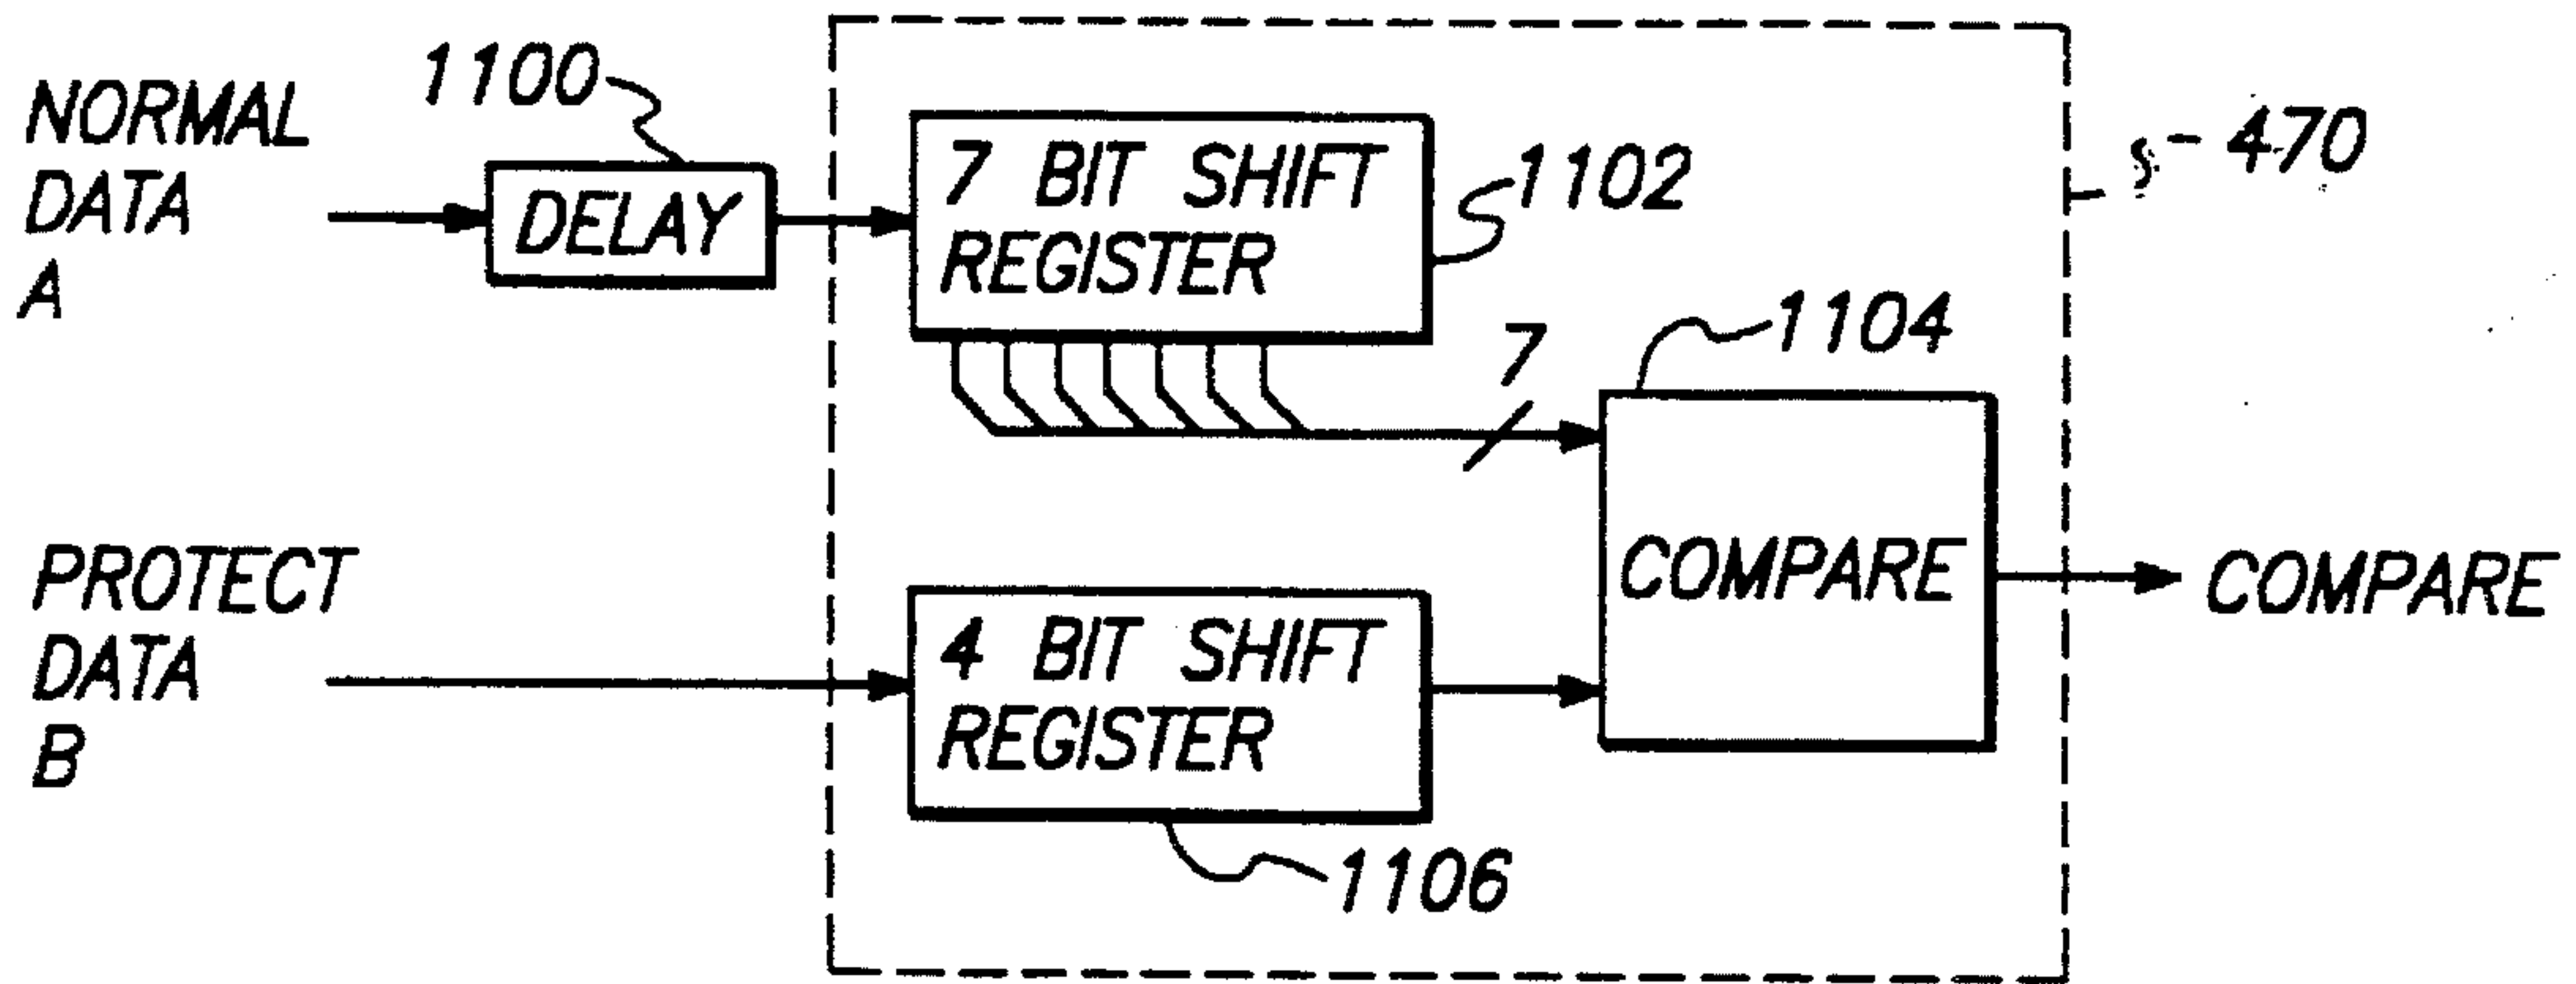 NORMAL
DATA
A
1100
DELAY
7 BIT SHIFT
REGISTER
1102
470
7
1104
COMPARE
COMPARE
PROTECT
DATA
B
4 BIT SHIFT
REGISTER
1106